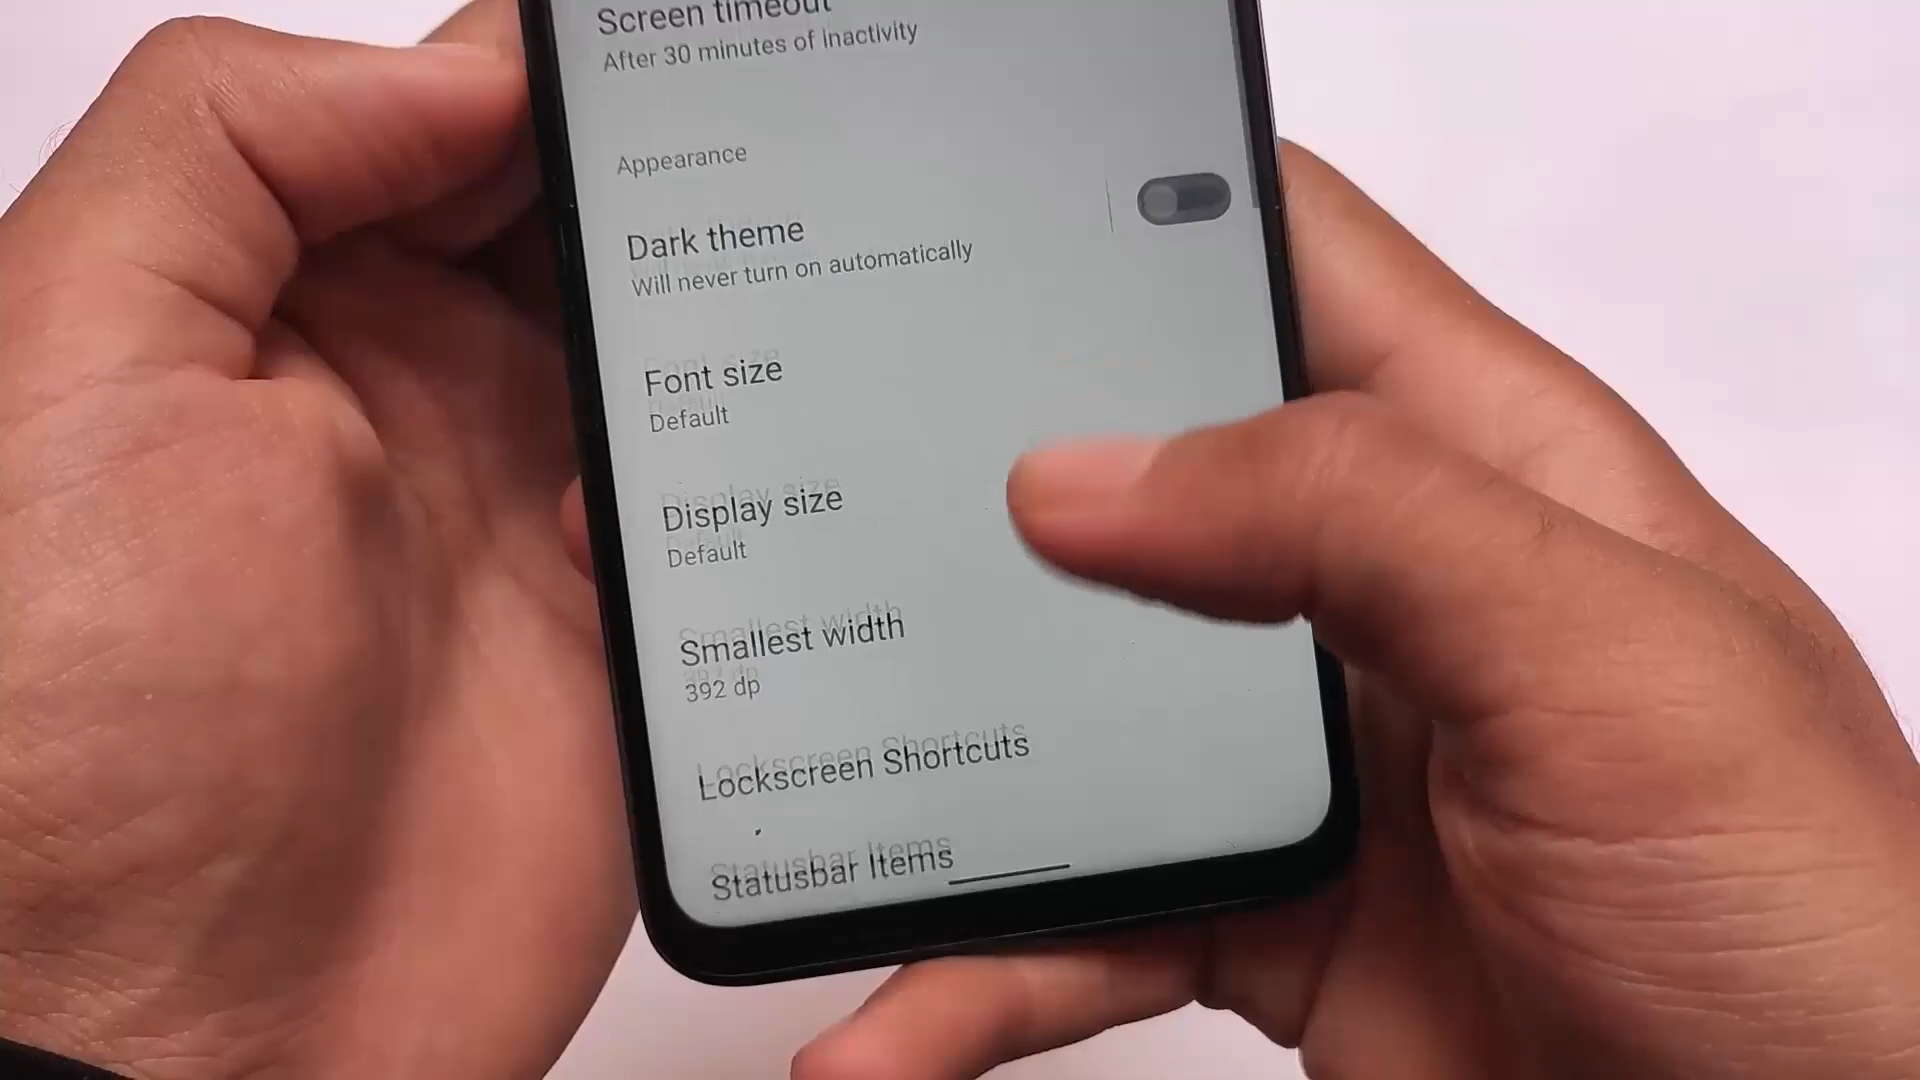 Screen timeout
After 30 minutes of inactivity
Appearance
Dark theme
Will never turn on automatically
Font size
Default
Display size
Default
Smallest width
392 dp
Lockscreen Shortcuts
Statusbar Items